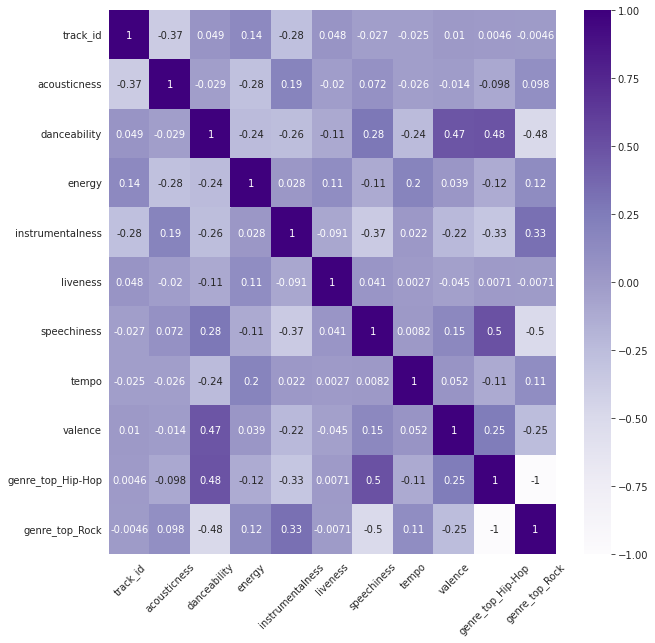 track_id 1 -0.37 0.049 0.14 -0.28 0.048 -0.027 -0.025 0.01 0.0046 -0.0046
acousticness -0.37 1 -0.029 -0.28 0.19 -0.02 0.072 -0.026 -0.014 -0.098 0.098
danceability 0.049 -0.029 1 -0.24 -0.26 -0.11 0.28 -0.24 0.47 0.48 -0.48
energy 0.14 -0.28 -0.24 1 0.028 0.11 -0.11 0.2 0.039 -0.12 0.12
instrumentalness -0.28 0.19 -0.26 0.028 1 -0.091 -0.37 0.022 -0.22 -0.33 0.33
liveness 0.048 -0.02 -0.11 0.11 -0.091 1 0.041 0.0027 -0.045 0.0071 -0.0071
speechiness -0.027 0.072 0.28 -0.11 -0.37 0.041 1 0.0082 0.15 0.5 -0.5
tempo -0.025 -0.026 -0.24 0.2 0.022 0.0027 0.0082 1 0.052 -0.11 0.11
valence 0.01 -0.014 0.47 0.039 -0.22 -0.045 0.15 0.052 1 0.25 -0.25
genre_top_Hip-Hop 0.0046 -0.098 0.48 -0.12 -0.33 0.0071 0.5 -0.11 0.25 1 -1
genre_top_Rock -0.0046 0.098 -0.48 0.12 0.33 -0.0071 -0.5 0.11 -0.25 -1 1
track_id
acousticness
danceability
energy
instrumentalness
liveness
speechiness
tempo
valence
genre_top_Hip-Hop
genre_top_Rock
1.00
0.75
0.50
0.25
0.00
-0.25
-0.50
-0.75
-1.00